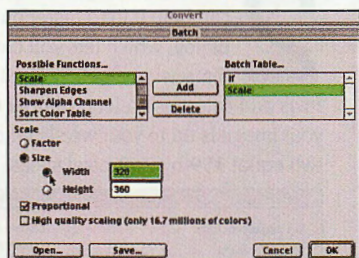 Convert
Batch
Possible Functions... Batch Table...
Scale
Sharpen Edges
Show Alpha Channel
Sort Color Table
Add
Delete
If
Scale
Scale
Factor
Size
Width 320
Height 360
Proportional
High quality scaling (only 16.7 millions of colors)
Open... Save... Cancel OK